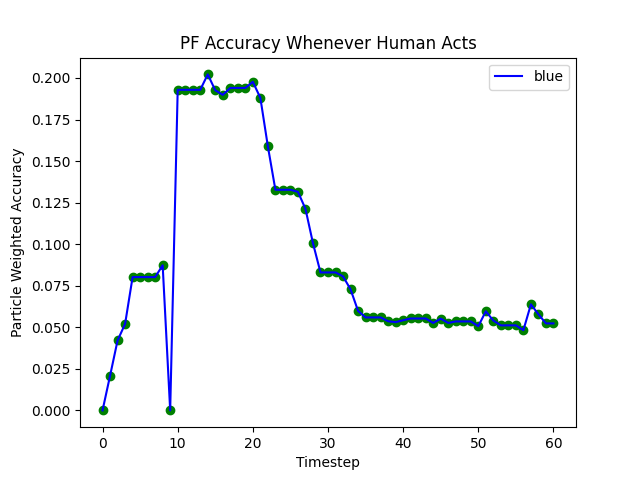 PF Accuracy Whenever Human Acts
blue
0.200
0.175
0.150
0.125
0.100
0.075
0.050
0.025
0.000
Particle Weighted Accuracy
0 10 20 30 40 50 60
Timestep